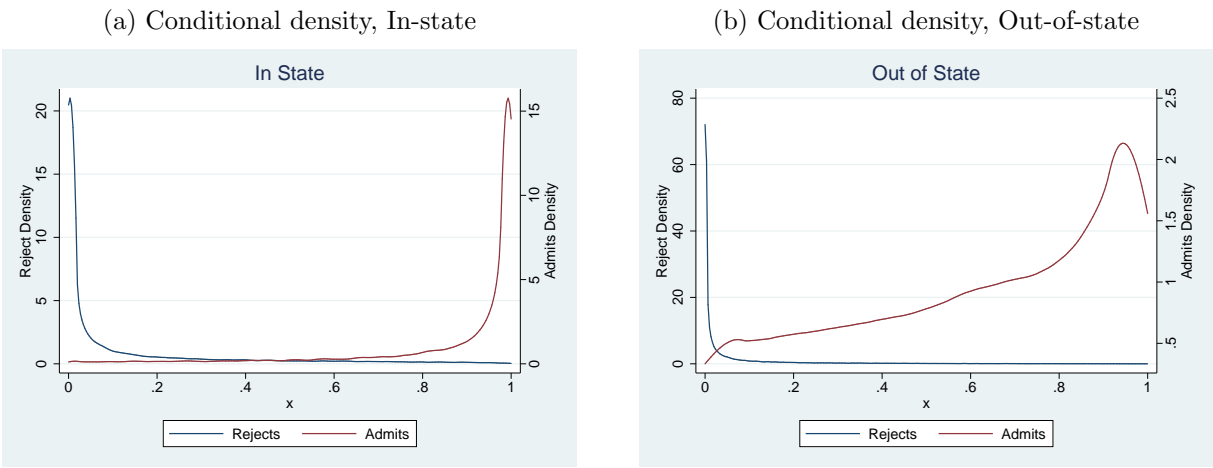 (a) Conditional density, In-state
In State
Reject Density
0
5
10
15
20
Admits Density
0
5
10
15
0
.2
.4
.6
.8
1
x
Rejects
Admits
(b) Conditional density, Out-of-state
Out of State
Reject Density
0
20
40
60
80
Admits Density
.5
1
1.5
2
2.5
0
.2
.4
.6
.8
1
x
Rejects
Admits